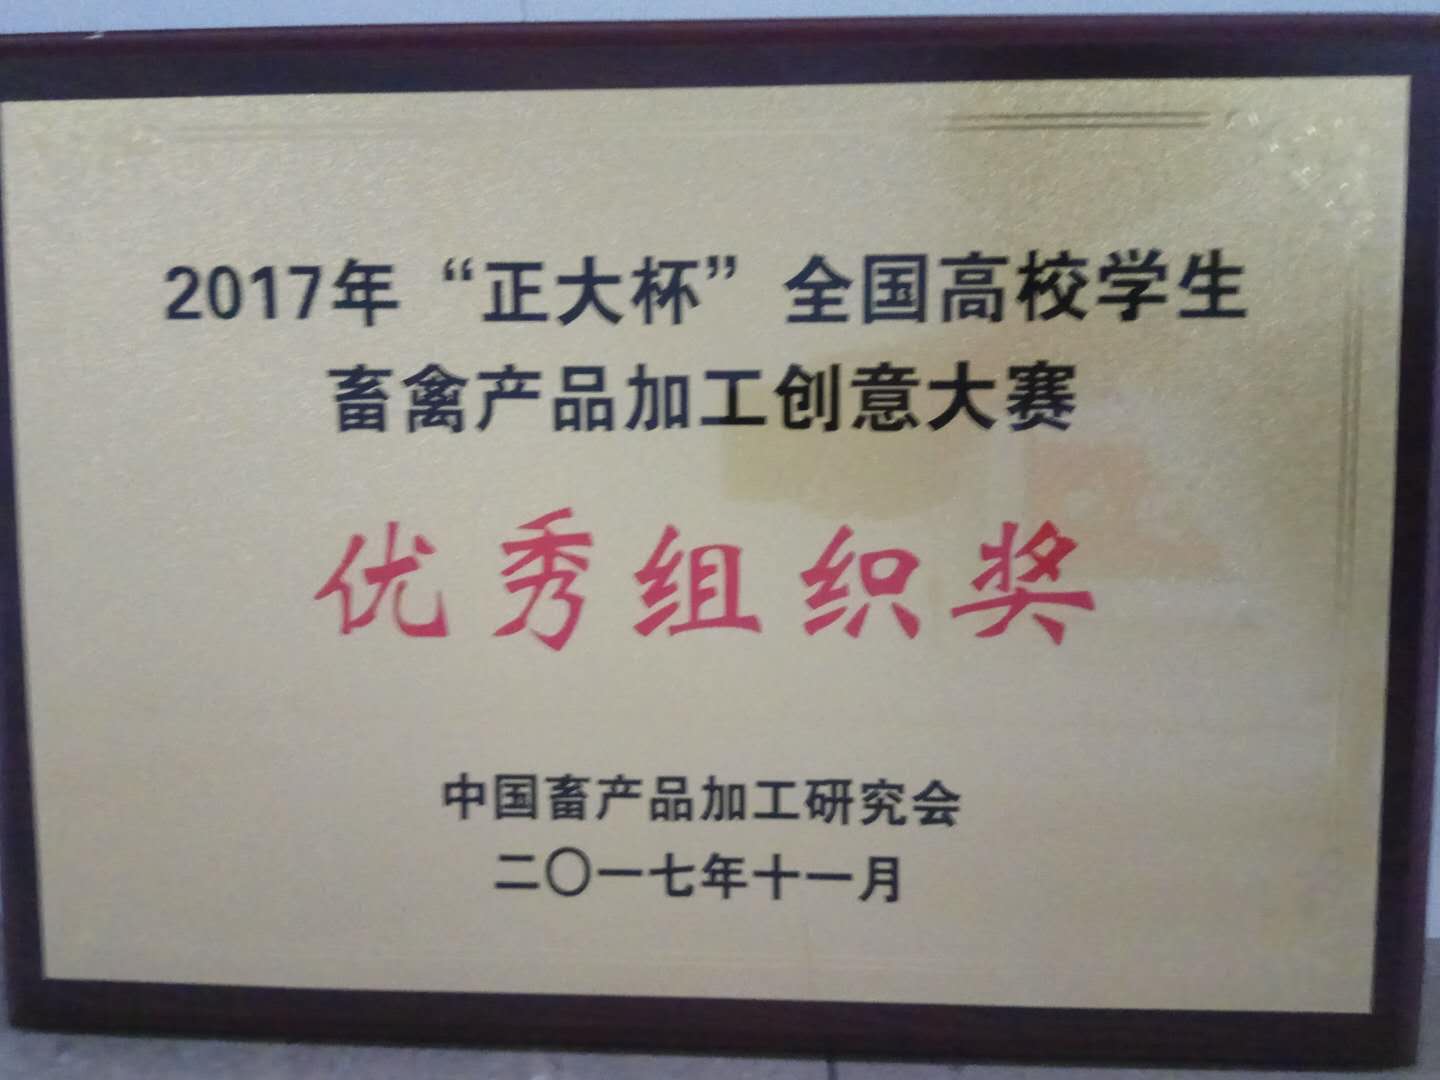 2017年“正大杯”全国高校学生
畜禽产品加工创意大赛
优秀组织奖
中国畜产品加工研究会
二〇一七年十一月